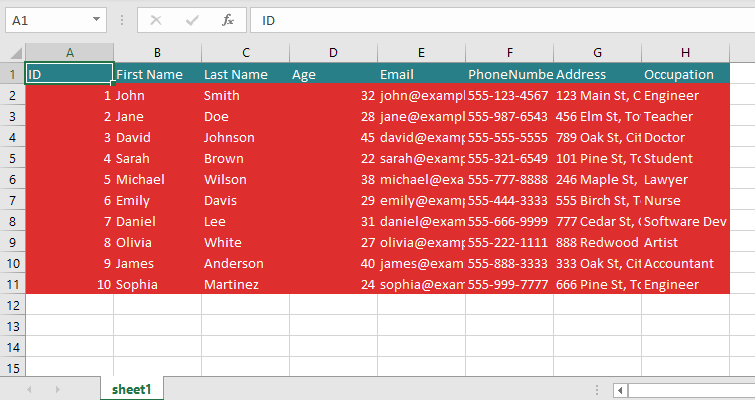 A1 fx ID
A B C D E F G H
1 ID First Name Last Name Age Email PhoneNumbe Address Occupation
2 1 John Smith 32 john@exampl 555-123-4567 123 Main St, C Engineer
3 2 Jane Doe 28 jane@examp 555-987-6543 456 Elm St, To Teacher
4 3 David Johnson 45 david@examp 555-555-5555 789 Oak St, Cit Doctor
5 4 Sarah Brown 22 sarah@exam 555-321-6549 101 Pine St, To Student
6 5 Michael Wilson 38 michael@exa 555-777-8888 246 Maple St, Lawyer
7 6 Emily Davis 29 emily@examp 555-444-3333 555 Birch St, T Nurse
8 7 Daniel Lee 31 daniel@exam 555-666-9999 777 Cedar St, C Software Dev
9 8 Olivia White 27 olivia@examp 555-222-1111 888 Redwood Artist
10 9 James Anderson 40 james@exam 555-888-3333 333 Oak St, Cit Accountant
11 10 Sophia Martinez 24 sophia@exam 555-999-7777 666 Pine St, To Engineer
12
13
14
15
sheet1